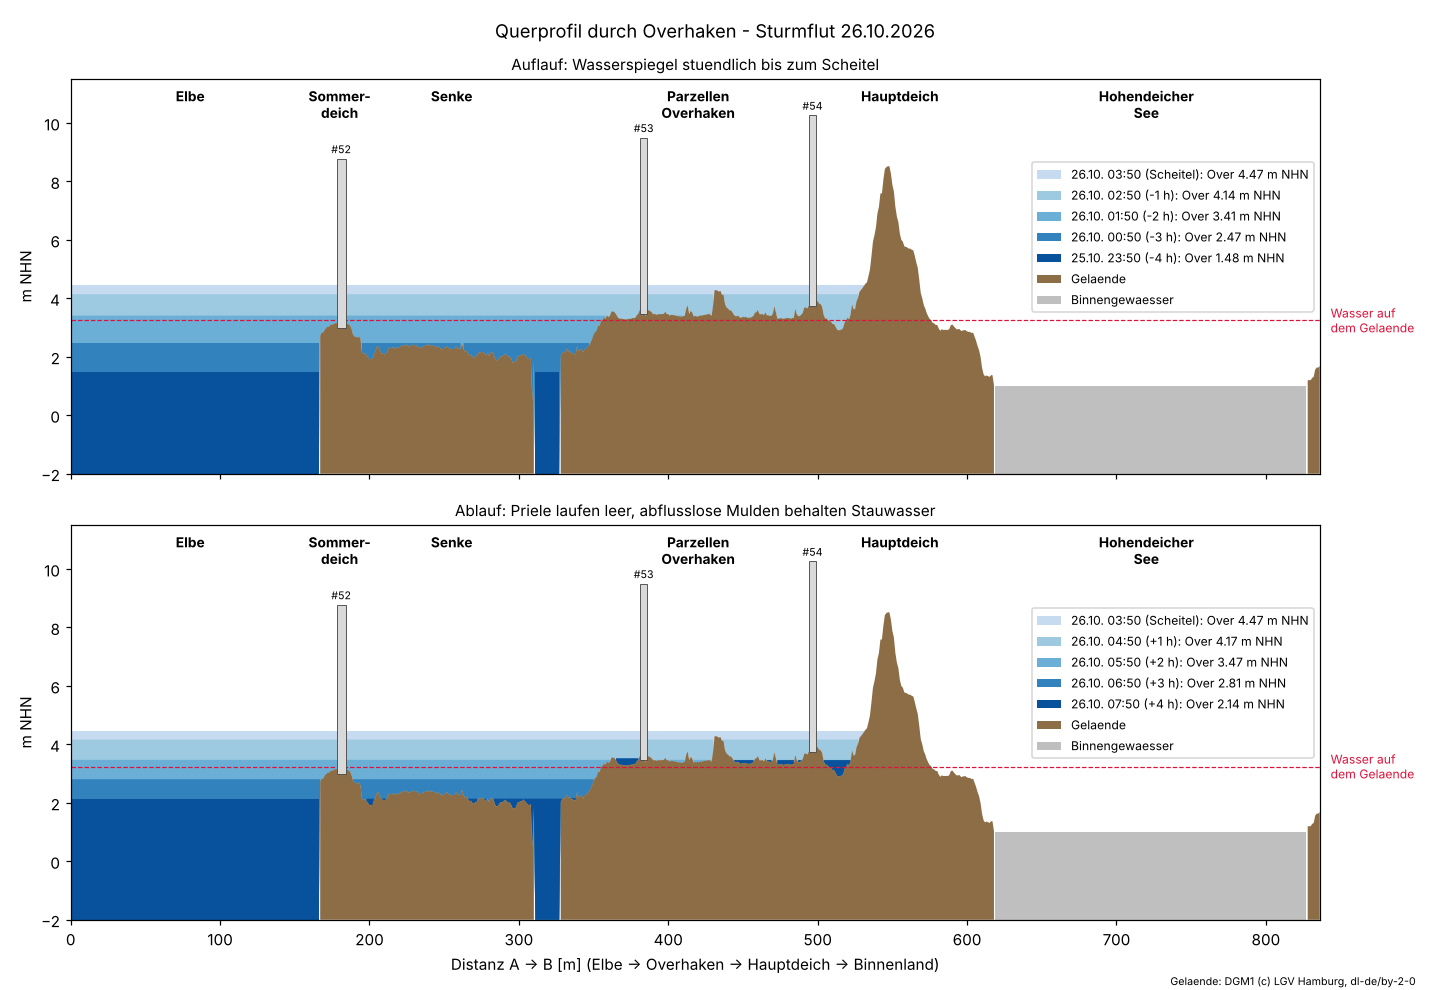 Querprofil durch Overhaken - Sturmflut 26.10.2026
Auflauf: Wasserspiegel stuendlich bis zum Scheitel
Elbe
Sommer-
deich
Senke
Parzellen
Overhaken
Hauptdeich
Hohendeicher
See
#52
#53
#54
10
8
6
4
2
0
−2
m NHN
26.10. 03:50 (Scheitel): Over 4.47 m NHN
26.10. 02:50 (-1 h): Over 4.14 m NHN
26.10. 01:50 (-2 h): Over 3.41 m NHN
26.10. 00:50 (-3 h): Over 2.47 m NHN
25.10. 23:50 (-4 h): Over 1.48 m NHN
Gelaende
Binnengewaesser
Wasser auf
dem Gelaende
Ablauf: Priele laufen leer, abflusslose Mulden behalten Stauwasser
Elbe
Sommer-
deich
Senke
Parzellen
Overhaken
Hauptdeich
Hohendeicher
See
#52
#53
#54
10
8
6
4
2
0
−2
m NHN
26.10. 03:50 (Scheitel): Over 4.47 m NHN
26.10. 04:50 (+1 h): Over 4.17 m NHN
26.10. 05:50 (+2 h): Over 3.47 m NHN
26.10. 06:50 (+3 h): Over 2.81 m NHN
26.10. 07:50 (+4 h): Over 2.14 m NHN
Gelaende
Binnengewaesser
Wasser auf
dem Gelaende
0 100 200 300 400 500 600 700 800
Distanz A → B [m] (Elbe → Overhaken → Hauptdeich → Binnenland)
Gelaende: DGM1 (c) LGV Hamburg, dl-de/by-2-0